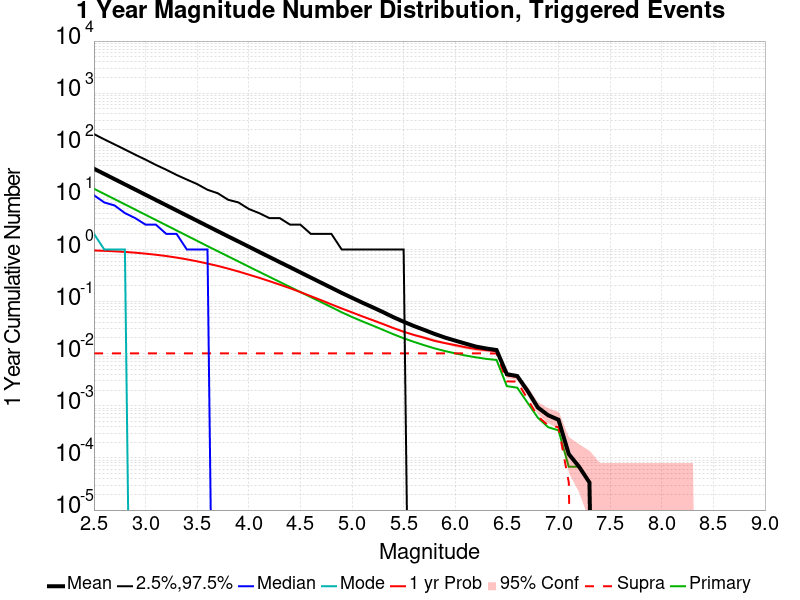 1 Year Magnitude Number Distribution, Triggered Events
10^4
10^3
10^2
10^1
10^0
10^-1
10^-2
10^-3
10^-4
10^-5
1 Year Cumulative Number
2.5 3.0 3.5 4.0 4.5 5.0 5.5 6.0 6.5 7.0 7.5 8.0 8.5 9.0
Magnitude
Mean 2.5%,97.5% Median Mode 1 yr Prob 95% Conf Supra Primary